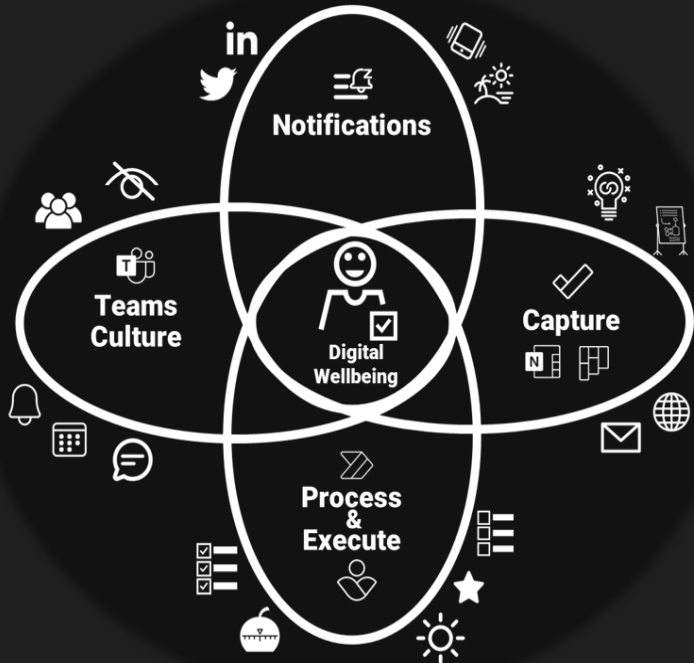 in
Notifications
T
Teams
Culture
Capture
N
Digital
Wellbeing
Process
&
Execute